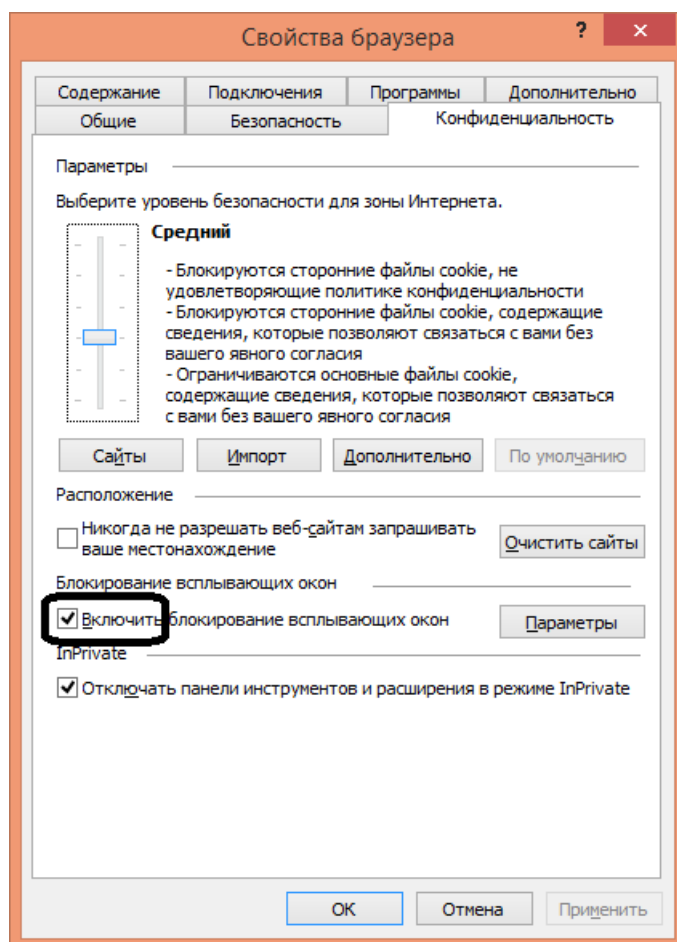 Свойства браузера
?
×
Содержание Подключения Программы Дополнительно
Общие Безопасность Конфиденциальность
Параметры
Выберите уровень безопасности для зоны Интернета.
Средний
- Блокируются сторонние файлы cookie, не
удовлетворяющие политике конфиденциальности
- Блокируются сторонние файлы cookie, содержащие
сведения, которые позволяют связаться с вами без
вашего явного согласия
- Ограничиваются основные файлы cookie,
содержащие сведения, которые позволяют связаться
с вами без вашего явного согласия
Сайты Импорт Дополнительно По умолчанию
Расположение
Никогда не разрешать веб-сайтам запрашивать
ваше местонахождение
Очистить сайты
Блокирование всплывающих окон
Включить блокирование всплывающих окон Параметры
InPrivate
Отключать панели инструментов и расширения в режиме InPrivate
ОК Отмена Применить